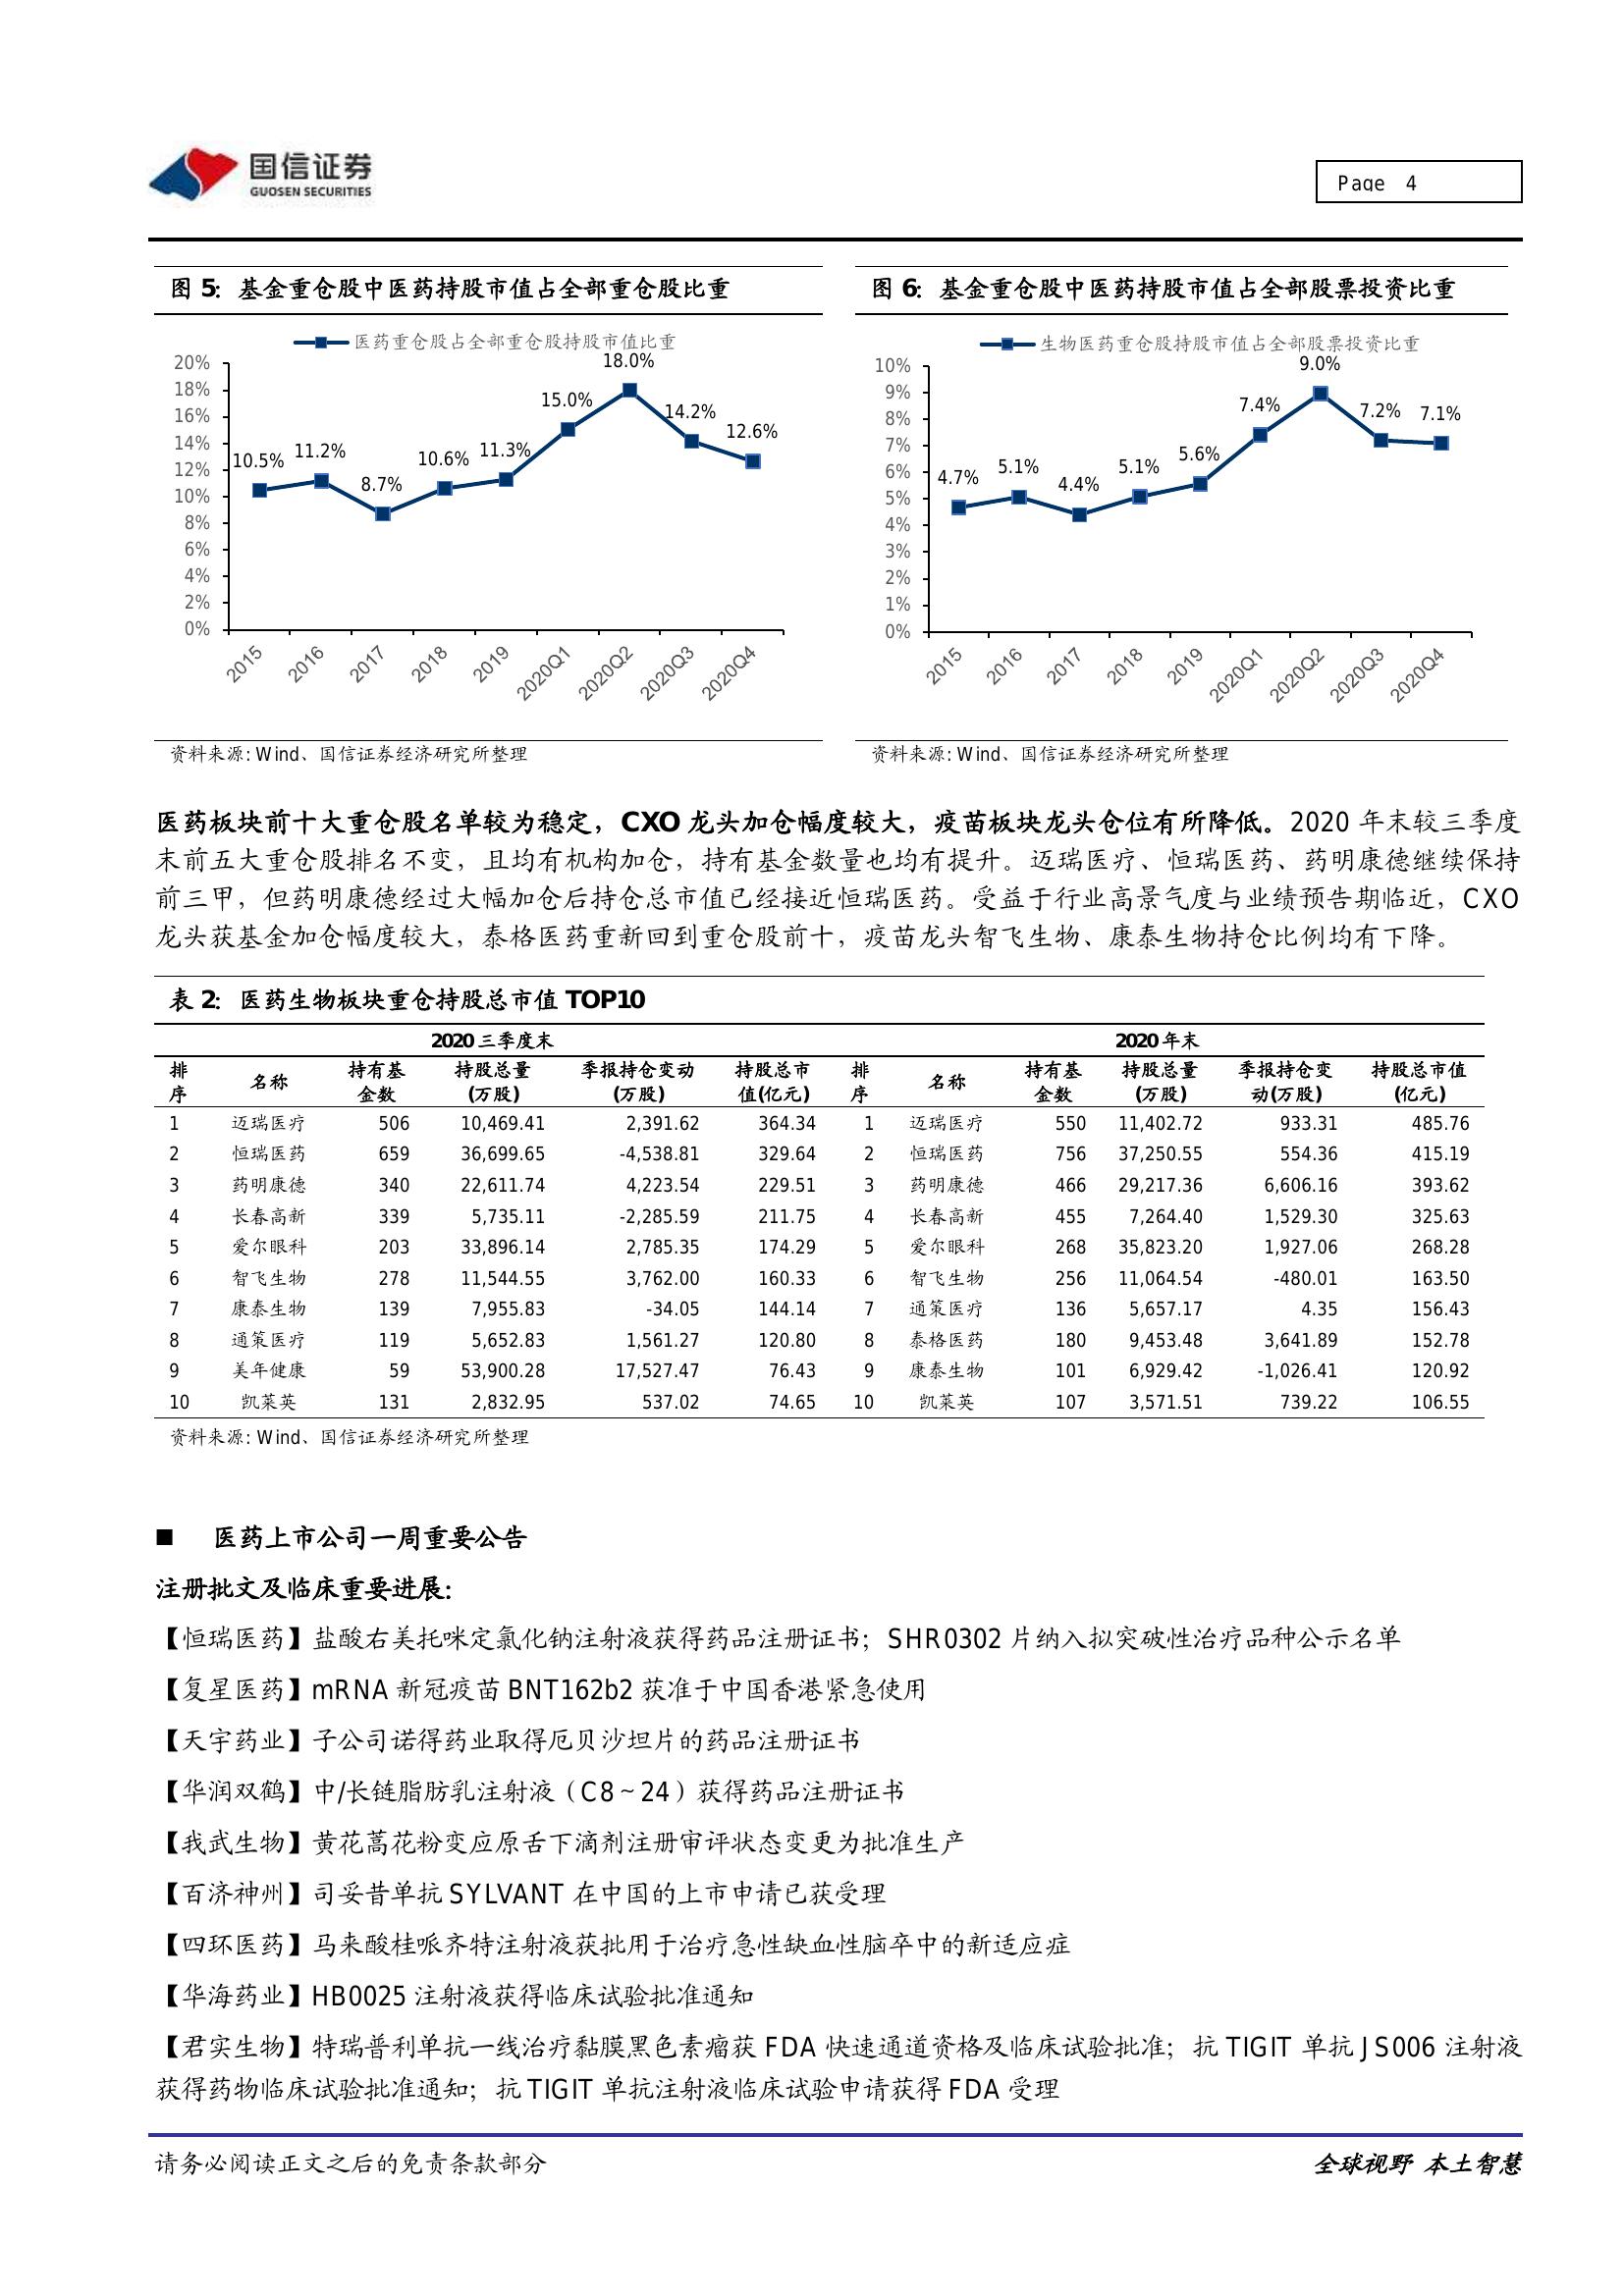 国信证券
GUOSEN SECURITIES
Page 4
图 5：基金重仓股中医药持股市值占全部重仓股比重
医药重仓股占全部重仓股持股市值比重
20%
18%
16%
14%
12%
10%
8%
6%
4%
2%
0%
10.5%
11.2%
8.7%
10.6%
11.3%
15.0%
18.0%
14.2%
12.6%
2015
2016
2017
2018
2019
2020Q1
2020Q2
2020Q3
2020Q4
资料来源: Wind、国信证券经济研究所整理
图 6：基金重仓股中医药持股市值占全部股票投资比重
生物医药重仓股持股市值占全部股票投资比重
10%
9%
8%
7%
6%
5%
4%
3%
2%
1%
0%
4.7%
5.1%
4.4%
5.1%
5.6%
7.4%
9.0%
7.2%
7.1%
2015
2016
2017
2018
2019
2020Q1
2020Q2
2020Q3
2020Q4
资料来源: Wind、国信证券经济研究所整理
医药板块前十大重仓股名单较为稳定，CXO 龙头加仓幅度较大，疫苗板块龙头仓位有所降低。2020 年末较三季度
末前五大重仓股排名不变，且均有机构加仓，持有基金数量也均有提升。迈瑞医疗、恒瑞医药、药明康德继续保持
前三甲，但药明康德经过大幅加仓后持仓总市值已经接近恒瑞医药。受益于行业高景气度与业绩预告期临近，CXO
龙头获基金加仓幅度较大，泰格医药重新回到重仓股前十，疫苗龙头智飞生物、康泰生物持仓比例均有下降。
表 2：医药生物板块重仓持股总市值 TOP10
2020 三季度末 2020 年末
排序 名称 持有基金数 持股总量(万股) 季报持仓变动(万股) 持股总市值(亿元) 排序 名称 持有基金数 持股总量(万股) 季报持仓变动(万股) 持股总市值(亿元)
1 迈瑞医疗 506 10,469.41 2,391.62 364.34 1 迈瑞医疗 550 11,402.72 933.31 485.76
2 恒瑞医药 659 36,699.65 -4,538.81 329.64 2 恒瑞医药 756 37,250.55 554.36 415.19
3 药明康德 340 22,611.74 4,223.54 229.51 3 药明康德 466 29,217.36 6,606.16 393.62
4 长春高新 339 5,735.11 -2,285.59 211.75 4 长春高新 455 7,264.40 1,529.30 325.63
5 爱尔眼科 203 33,896.14 2,785.35 174.29 5 爱尔眼科 268 35,823.20 1,927.06 268.28
6 智飞生物 278 11,544.55 3,762.00 160.33 6 智飞生物 256 11,064.54 -480.01 163.50
7 康泰生物 139 7,955.83 -34.05 144.14 7 通策医疗 136 5,657.17 4.35 156.43
8 通策医疗 119 5,652.83 1,561.27 120.80 8 泰格医药 180 9,453.48 3,641.89 152.78
9 美年健康 59 53,900.28 17,527.47 76.43 9 康泰生物 101 6,929.42 -1,026.41 120.92
10 凯莱英 131 2,832.95 537.02 74.65 10 凯莱英 107 3,571.51 739.22 106.55
资料来源: Wind、国信证券经济研究所整理
■ 医药上市公司一周重要公告
注册批文及临床重要进展：
【恒瑞医药】盐酸右美托咪定氯化钠注射液获得药品注册证书；SHR0302 片纳入拟突破性治疗品种公示名单
【复星医药】mRNA 新冠疫苗 BNT162b2 获准于中国香港紧急使用
【天宇药业】子公司诺得药业取得厄贝沙坦片的药品注册证书
【华润双鹤】中/长链脂肪乳注射液（C8～24）获得药品注册证书
【我武生物】黄花蒿花粉变应原舌下滴剂注册审评状态变更为批准生产
【百济神州】司妥昔单抗 SYLVANT 在中国的上市申请已获受理
【四环医药】马来酸桂哌齐特注射液获批用于治疗急性缺血性脑卒中的新适应症
【华海药业】HB0025 注射液获得临床试验批准通知
【君实生物】特瑞普利单抗一线治疗黏膜黑色素瘤获 FDA 快速通道资格及临床试验批准；抗 TIGIT 单抗 JS006 注射液
获得药物临床试验批准通知；抗 TIGIT 单抗注射液临床试验申请获得 FDA 受理
请务必阅读正文之后的免责条款部分
全球视野 本土智慧